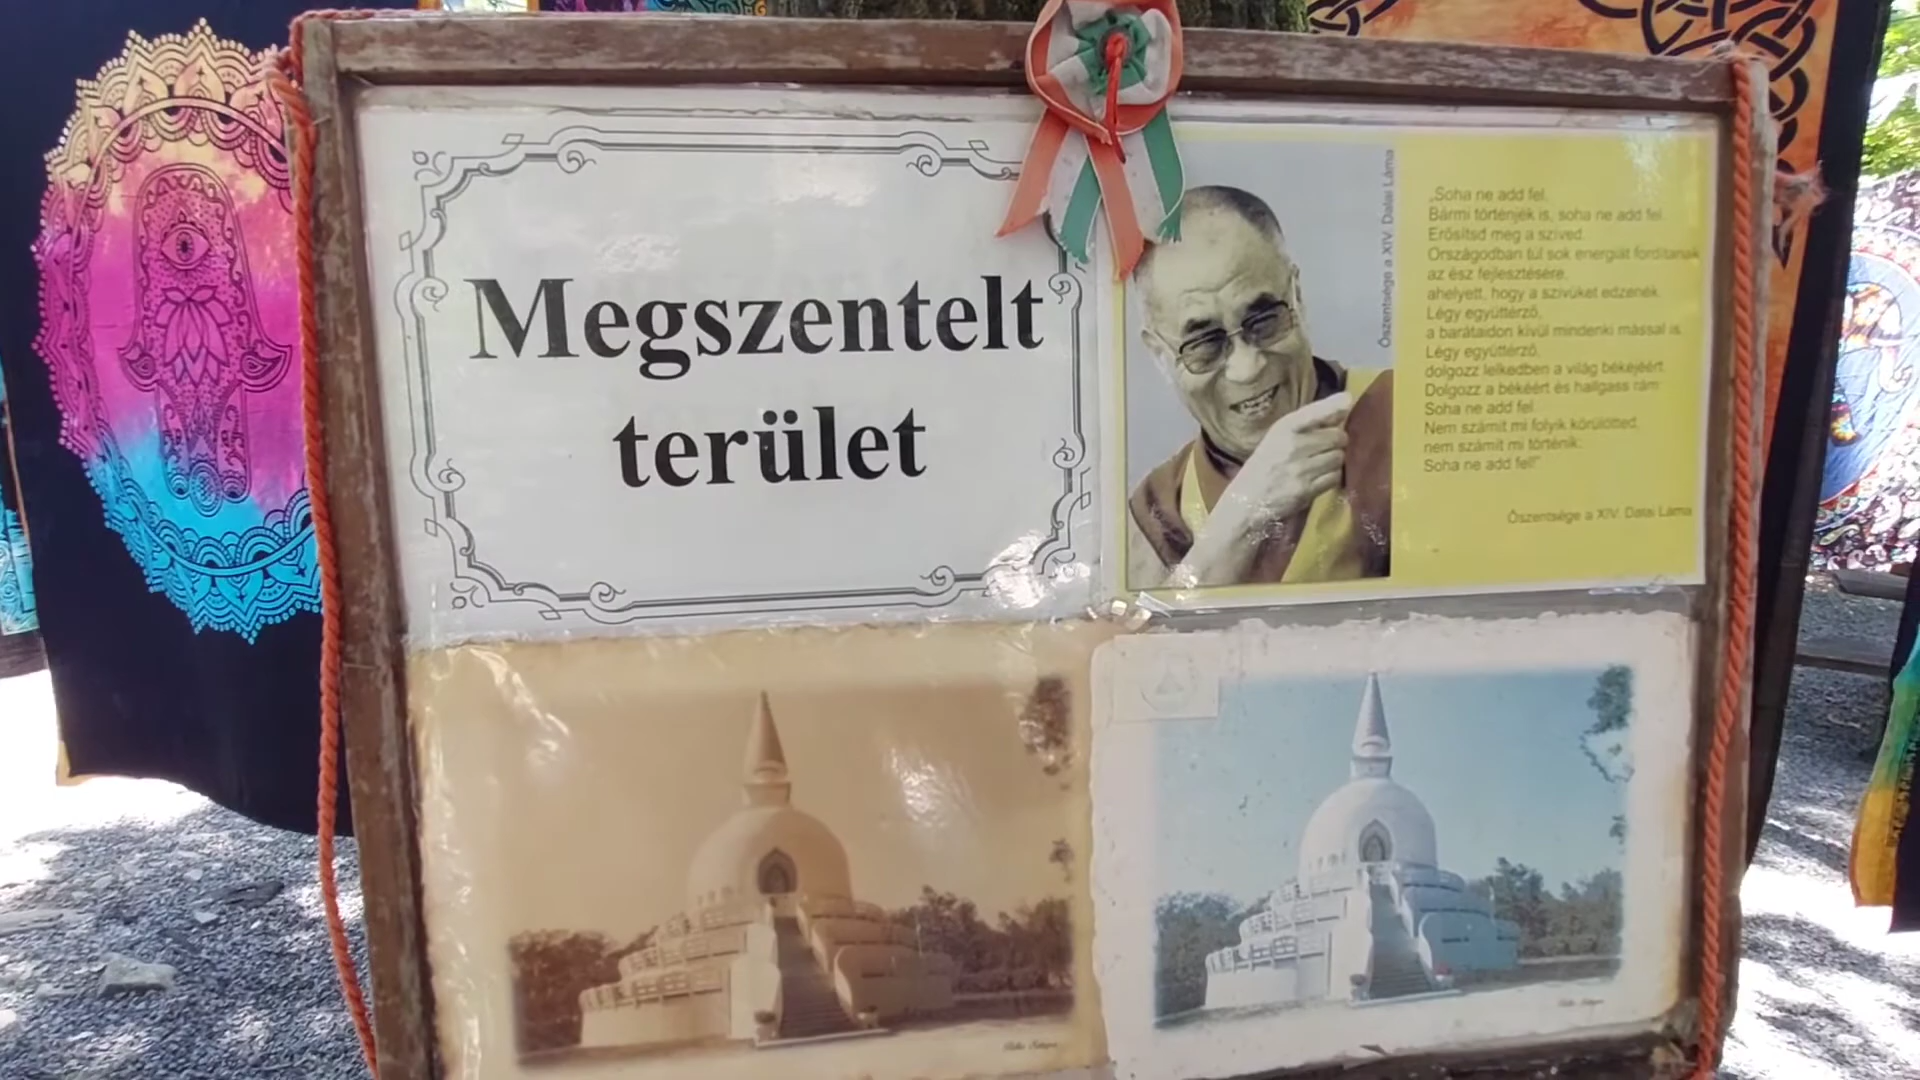 Megszentelt
terület
Őszentsége a XIV. Dalai Láma
„Soha ne add fel.
Bármi történjék is, soha ne add fel.
Erősítsd meg a szíved.
Országodban túl sok energiát fordítanak
az ész fejlesztésére,
ahelyett, hogy a szívüket edzenék.
Légy együttérző,
a barátaidon kívül mindenki mással is.
Légy együttérző,
dolgozz lelkedben a világ békéjéért.
Dolgozz a békéért és hallgass rám:
Soha ne add fel.
Nem számít mi folyik körülötted,
nem számít mi történik:
Soha ne add fel!”
Őszentsége a XIV. Dalai Láma